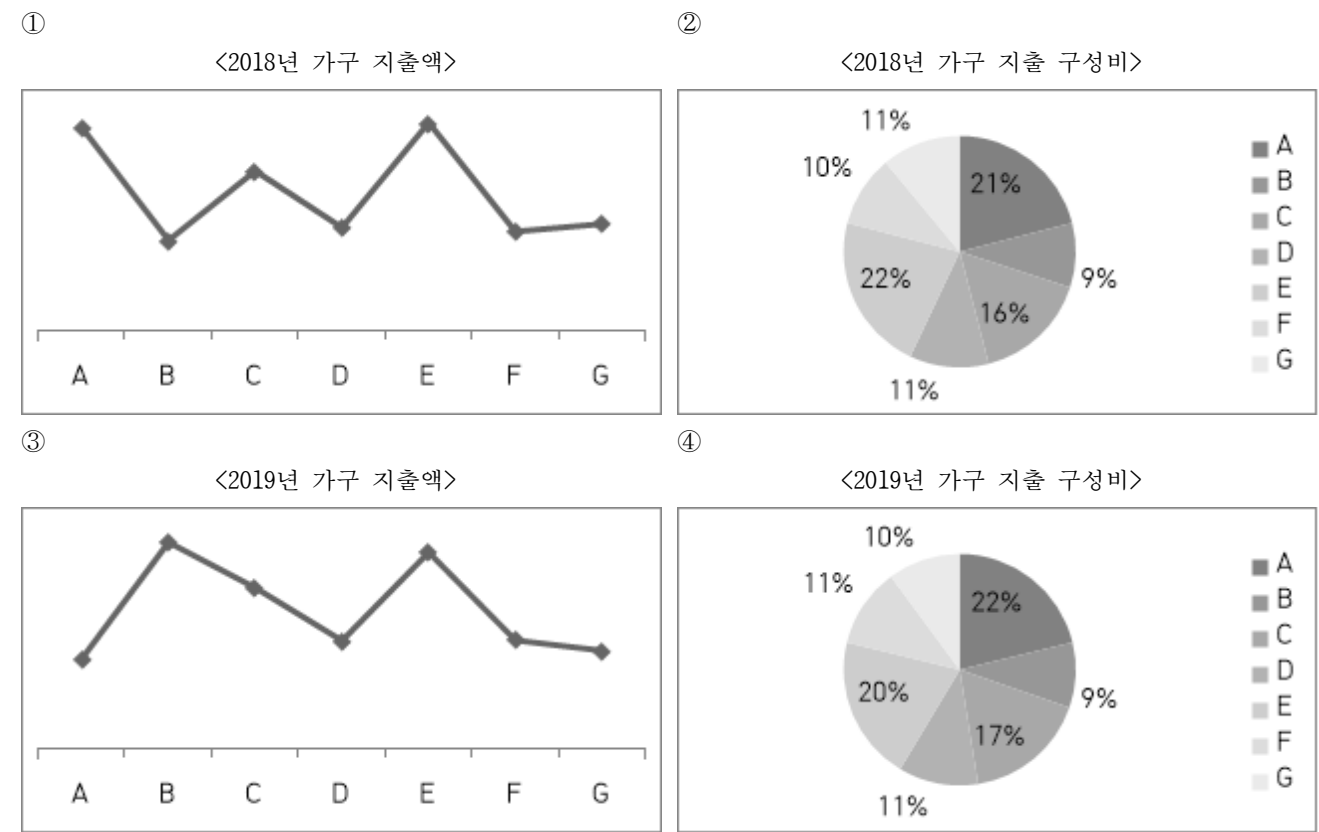 ①
<2018년 가구 지출액>
A B C D E F G
②
<2018년 가구 지출 구성비>
11%
10%
21%
22%
9%
16%
11%
A
B
C
D
E
F
G
③
<2019년 가구 지출액>
A B C D E F G
④
<2019년 가구 지출 구성비>
10%
11%
22%
20%
9%
17%
11%
A
B
C
D
E
F
G